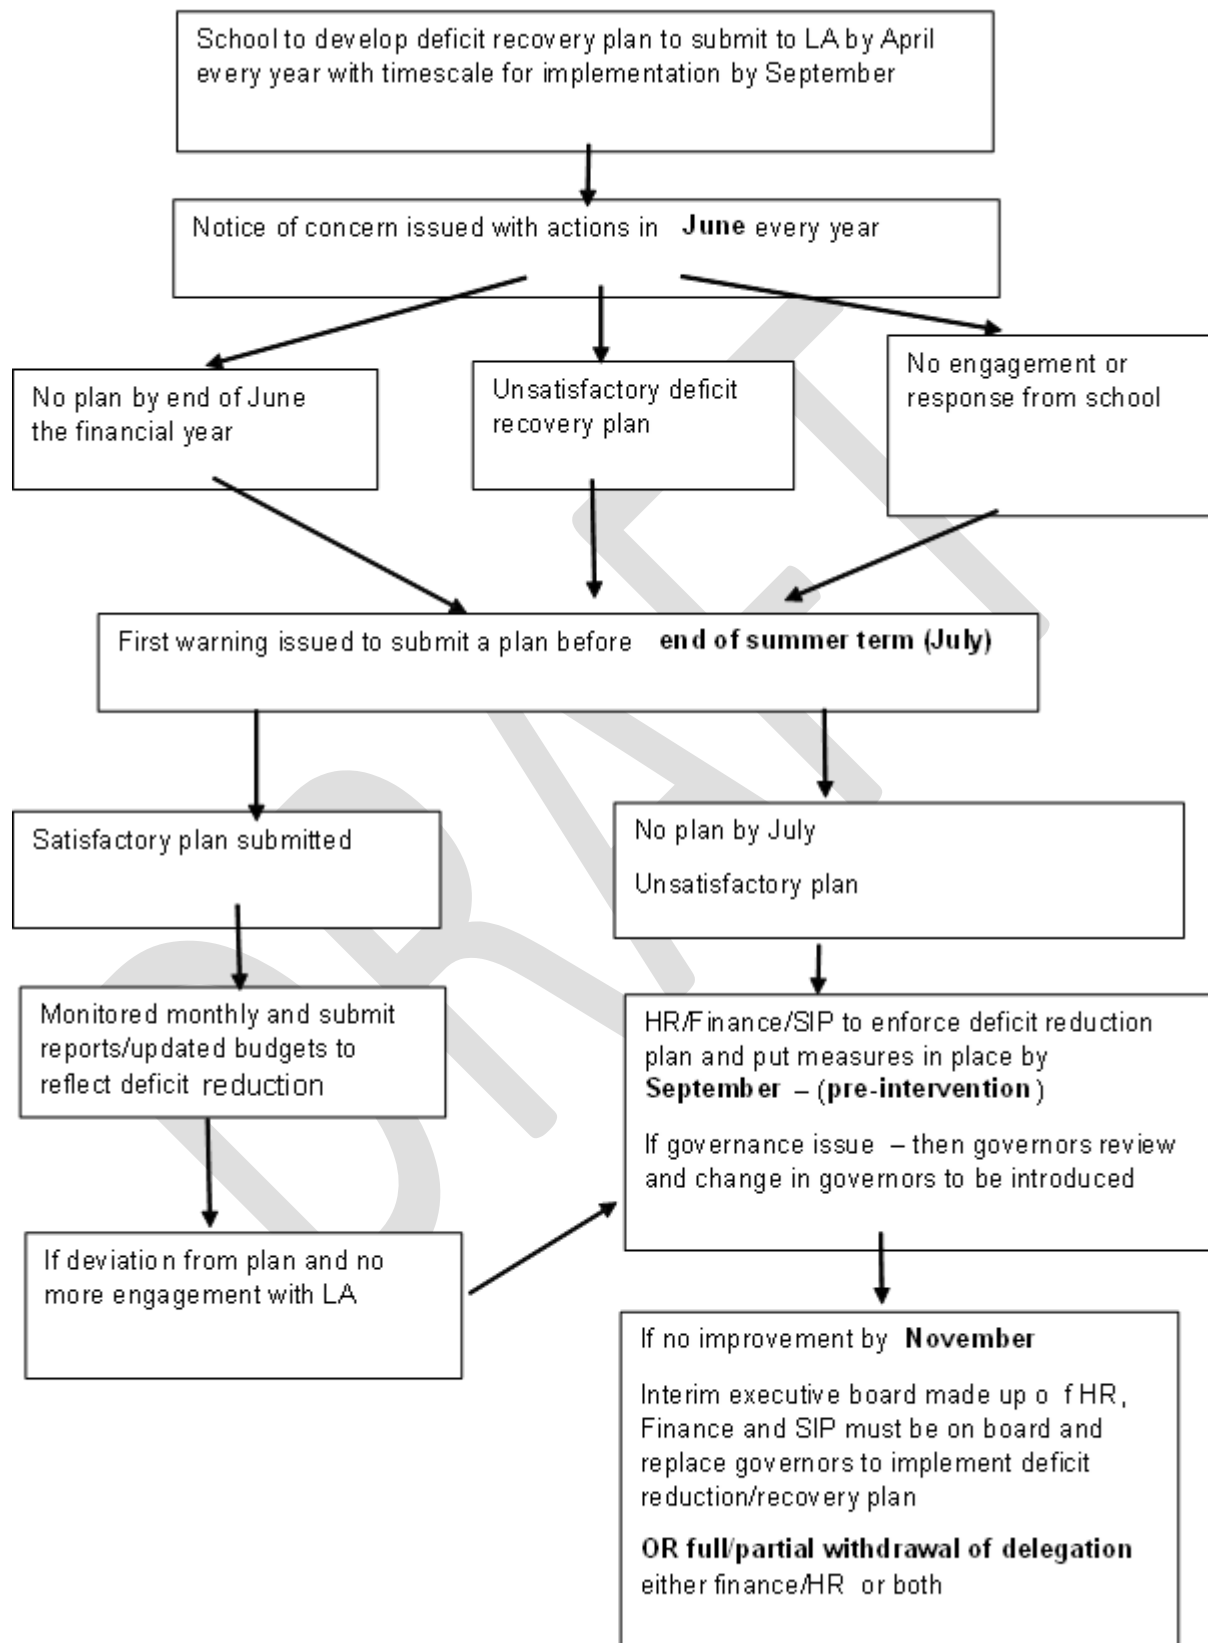 School to develop deficit recovery plan to submit to LA by April
every year with timescale for implementation by September
Notice of concern issued with actions in June every year
No plan by end of June
the financial year
Unsatisfactory deficit
recovery plan
No engagement or
response from school
First warning issued to submit a plan before end of summer term (July)
Satisfactory plan submitted
No plan by July
Unsatisfactory plan
Monitored monthly and submit
reports/updated budgets to
reflect deficit reduction
HR/Finance/SIP to enforce deficit reduction
plan and put measures in place by
September – (pre-intervention)
If governance issue – then governors review
and change in governors to be introduced
If deviation from plan and no
more engagement with LA
If no improvement by November
Interim executive board made up o f HR,
Finance and SIP must be on board and
replace governors to implement deficit
reduction/recovery plan
OR full/partial withdrawal of delegation
either finance/HR or both
DRAFT